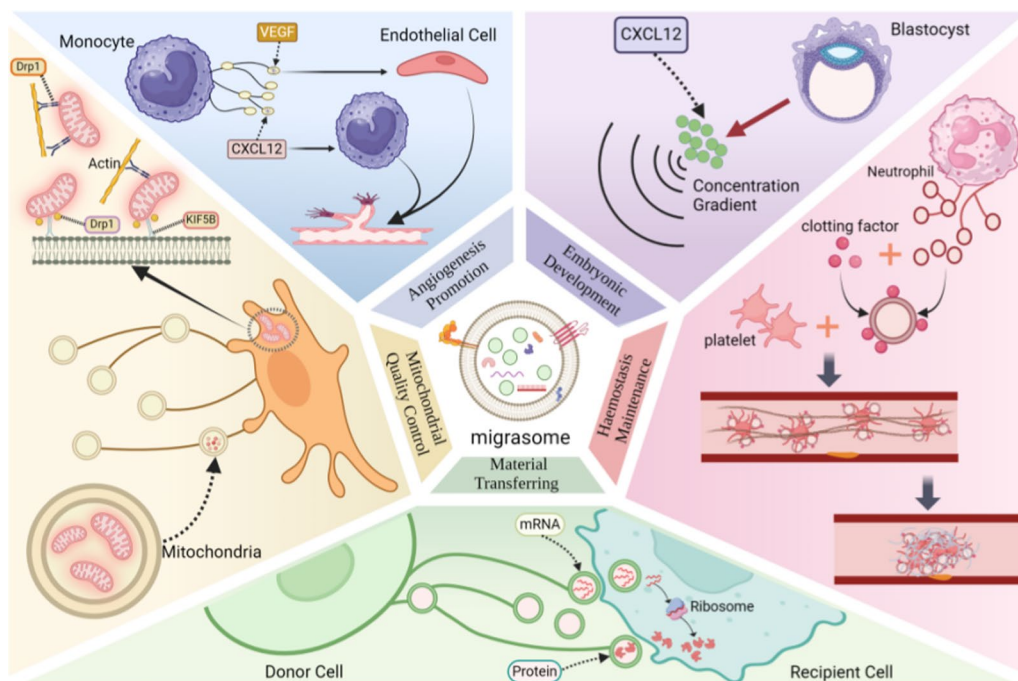 Monocyte
VEGF
Endothelial Cell
CXCL12
Drp1
Actin
Drp1
KIF5B
CXCL12
Blastocyst
Concentration
Gradient
Neutrophil
clotting factor
platelet
Angiogenesis
Promotion
Embryonic
Development
Mitochondrial
Quality Control
Haemostasis
Maintenance
migrasome
Material
Transferring
Mitochondria
mRNA
Ribosome
Protein
Donor Cell
Recipient Cell